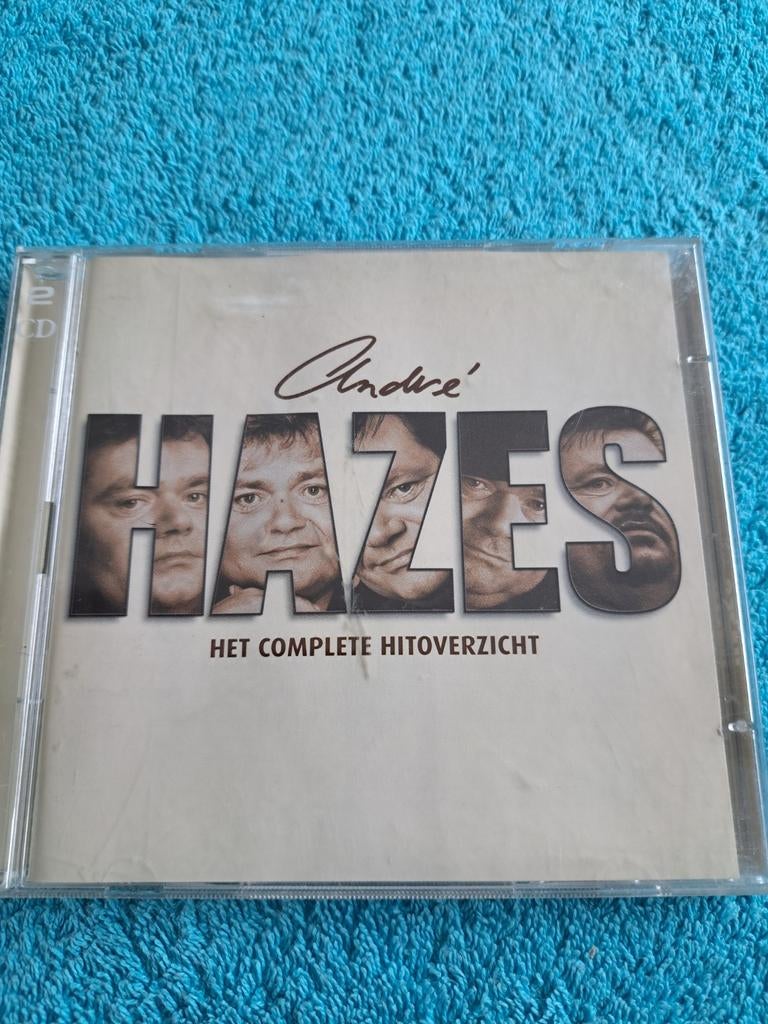 2
CD
André
HAZES
HET COMPLETE HITOVERZICHT